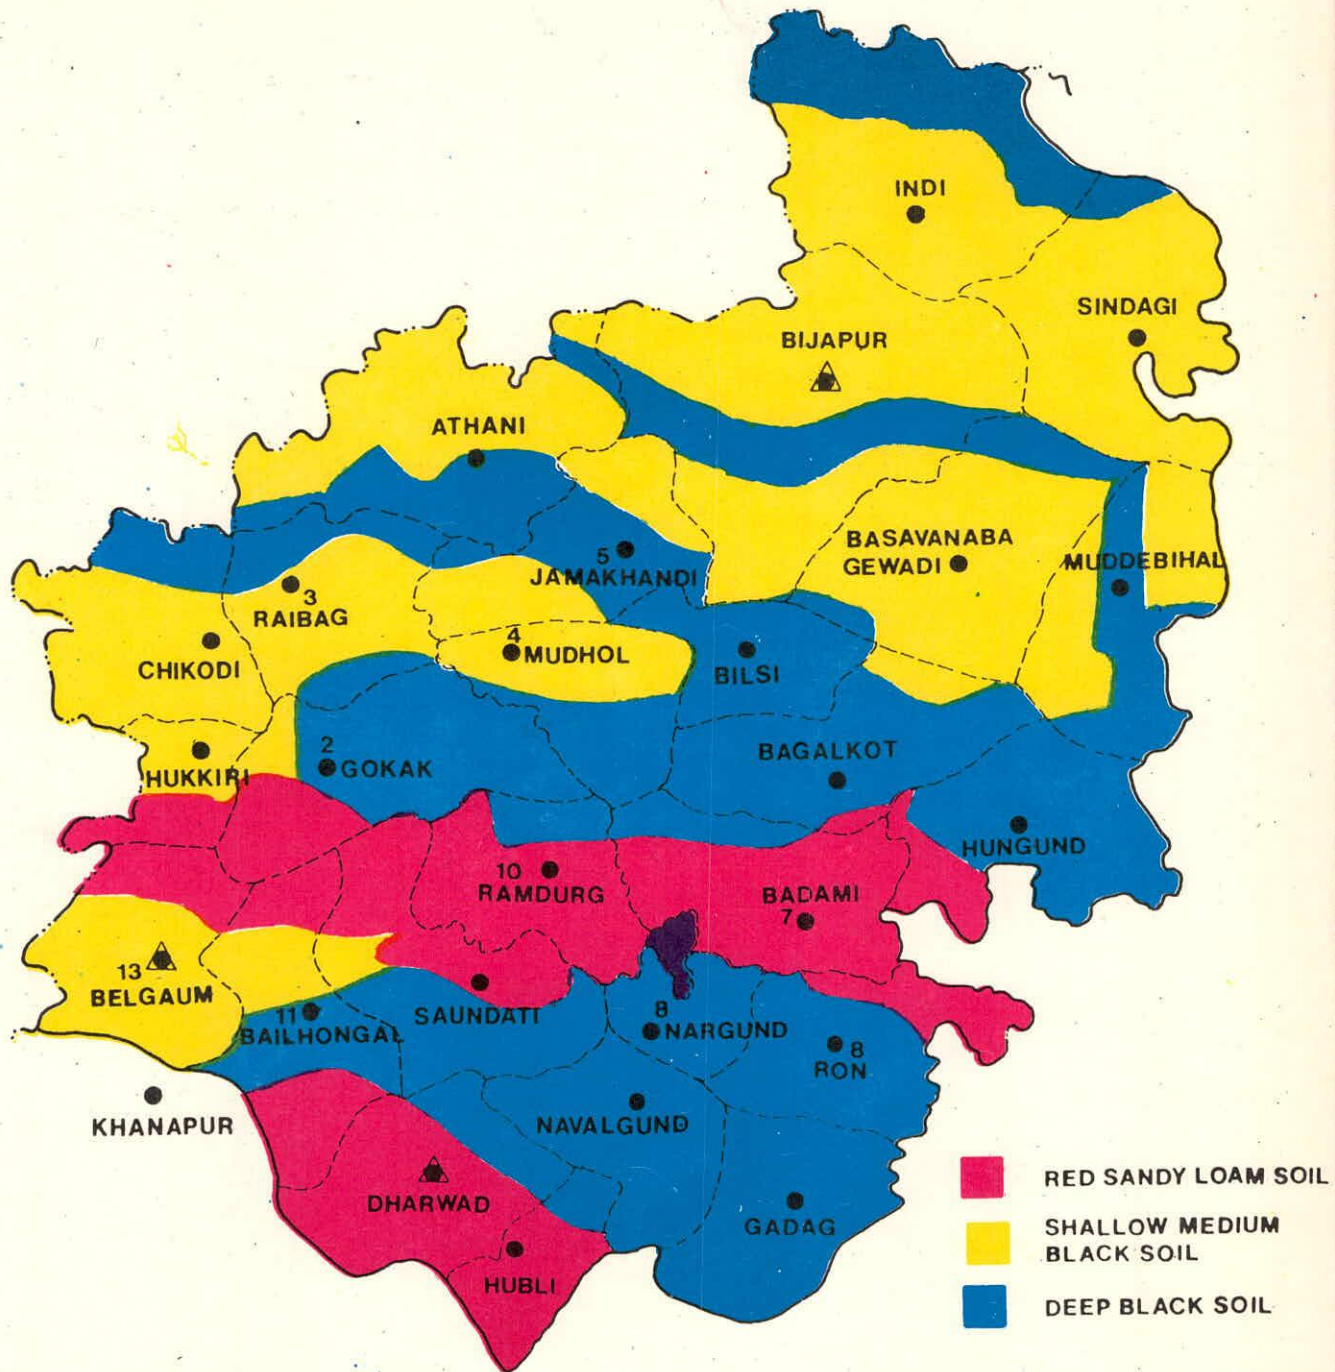 INDI
SINDAGI
BIJAPUR
ATHANI
BASAVANABA
GEWADI
MUDDEBIHAL
5
JAMAKHANDI
3
RAIBAG
4
MUDHOL
CHIKODI
BILSI
HUKKIRI
2
GOKAK
BAGALKOT
HUNGUND
10
RAMDURG
BADAMI
7
13
BELGAUM
11
BAILHONGAL
SAUNDATI
8
NARGUND
8
RON
KHANAPUR
NAVALGUND
DHARWAD
GADAG
HUBLI
RED SANDY LOAM SOIL
SHALLOW MEDIUM
BLACK SOIL
DEEP BLACK SOIL